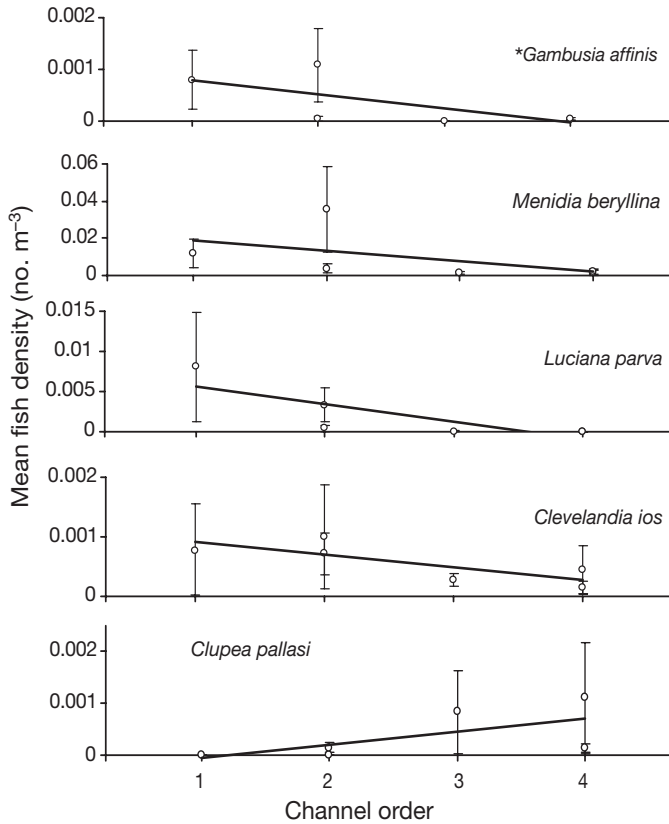 Mean fish density (no. m⁻³)
0.002
0.001
0
*Gambusia affinis
0.06
0.04
0.02
0
Menidia beryllina
0.015
0.01
0.005
0
Luciana parva
0.002
0.001
0
Clevelandia ios
0.002
0.001
0
Clupea pallasi
1 2 3 4
Channel order